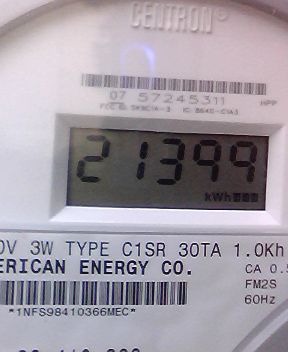 CENTRON®
07 57245311 HPP
21399
kWh
0V 3W TYPE C1SR 30TA 1.0Kh
ERICAN ENERGY CO.
CA 0.5
FM2S
60Hz
*1NFS98410366MEC*